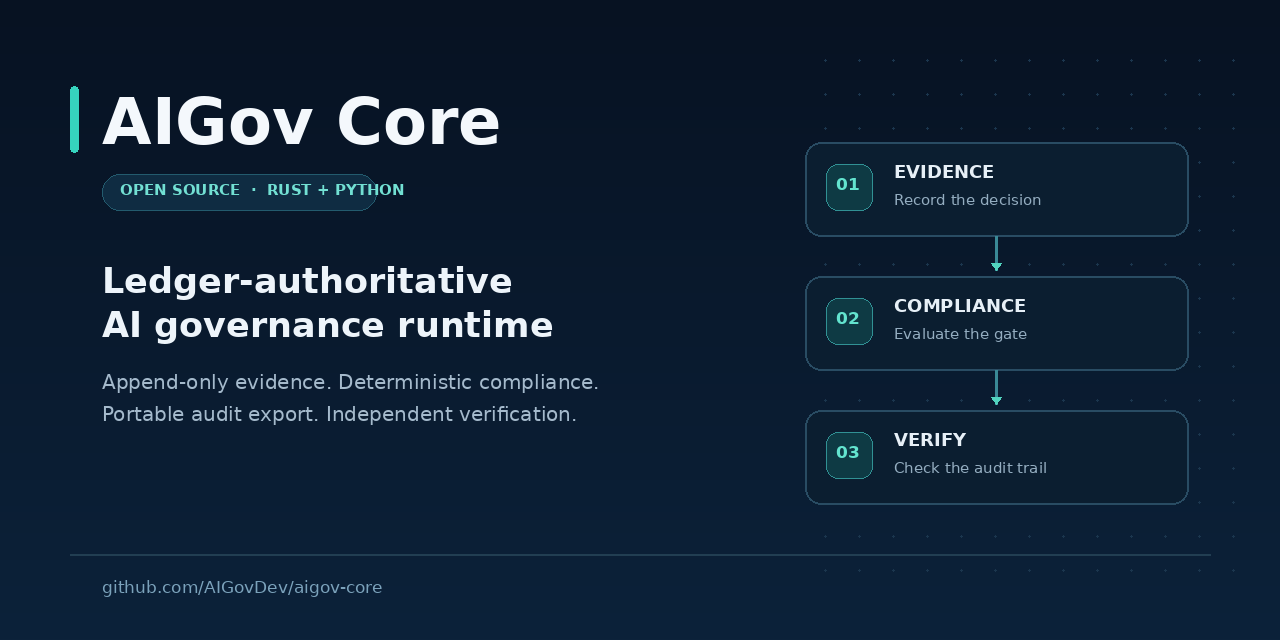 AIGov Core
OPEN SOURCE · RUST + PYTHON
Ledger-authoritative
AI governance runtime
Append-only evidence. Deterministic compliance.
Portable audit export. Independent verification.
01
EVIDENCE
Record the decision
02
COMPLIANCE
Evaluate the gate
03
VERIFY
Check the audit trail
github.com/AIGovDev/aigov-core